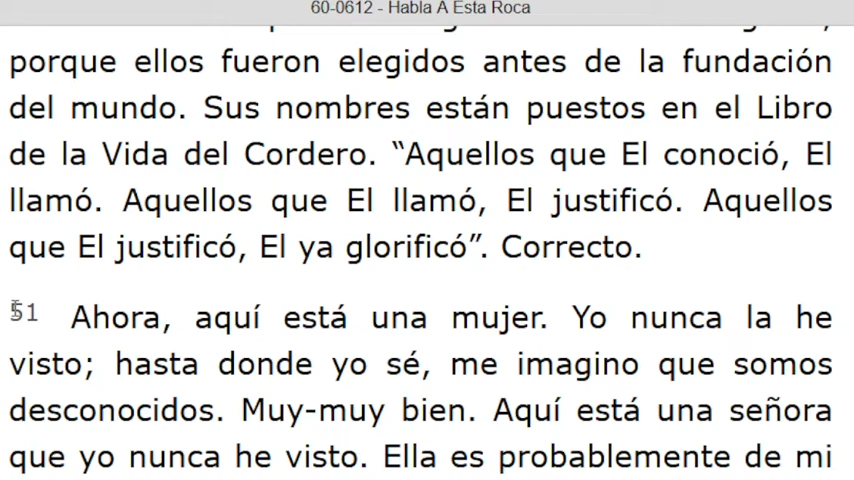 60-0612 - Habla A Esta Roca
porque ellos fueron elegidos antes de la fundación
del mundo. Sus nombres están puestos en el Libro
de la Vida del Cordero. “Aquellos que El conoció, El
llamó. Aquellos que El llamó, El justificó. Aquellos
que El justificó, El ya glorificó”. Correcto.
51 Ahora, aquí está una mujer. Yo nunca la he
visto; hasta donde yo sé, me imagino que somos
desconocidos. Muy-muy bien. Aquí está una señora
que yo nunca he visto. Ella es probablemente de mi